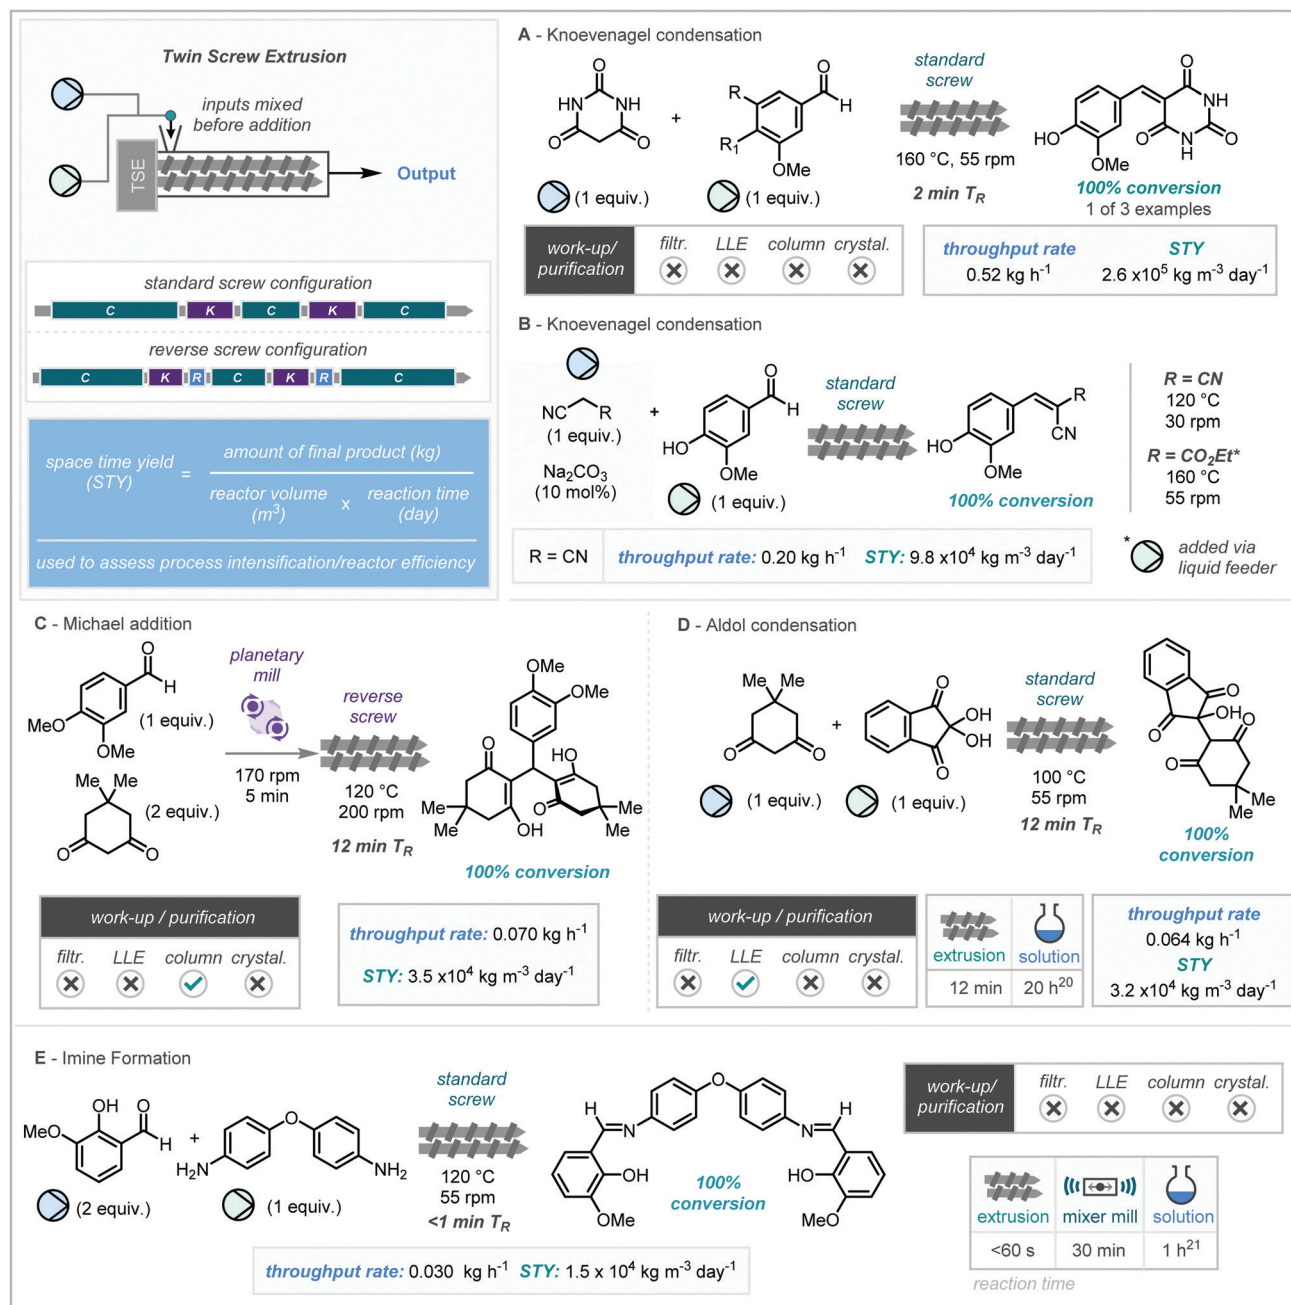 Twin Screw Extrusion
inputs mixed
before addition
TSE
Output
standard screw configuration
C K C K C
reverse screw configuration
C K R C K R C
space time yield
(STY)
=
amount of final product (kg)
reactor volume
(m³)
x
reaction time
(day)
used to assess process intensification/reactor efficiency
A - Knoevenagel condensation
O
HN NH
O O
(1 equiv.)
+
R
R₁
OMe
O
H
(1 equiv.)
standard
screw
160 °C, 55 rpm
2 min T_R
HO
OMe
O
NH
O
N
H
O
100% conversion
1 of 3 examples
work-up/
purification
filtr. LLE column crystal.
throughput rate
0.52 kg h⁻¹
STY
2.6 x10⁵ kg m⁻³ day⁻¹
B - Knoevenagel condensation
NC R
(1 equiv.)
Na₂CO₃
(10 mol%)
+
O
H
HO
OMe
(1 equiv.)
standard
screw
R
CN
HO
OMe
100% conversion
R = CN
120 °C
30 rpm
R = CO₂Et*
160 °C
55 rpm
R = CN
throughput rate: 0.20 kg h⁻¹ STY: 9.8 x10⁴ kg m⁻³ day⁻¹
*
added via
liquid feeder
C - Michael addition
O
H
MeO
OMe
(1 equiv.)
Me Me
(2 equiv.)
O O
planetary
mill
170 rpm
5 min
reverse
screw
120 °C
200 rpm
12 min T_R
OMe
OMe
O HO
Me
Me
O
OH
Me
Me
100% conversion
work-up / purification
filtr. LLE column crystal.
throughput rate: 0.070 kg h⁻¹
STY: 3.5 x10⁴ kg m⁻³ day⁻¹
D - Aldol condensation
Me Me
O O
(1 equiv.)
+
O
OH
OH
O
(1 equiv.)
standard
screw
100 °C
55 rpm
12 min T_R
O
OH
O
O
O
Me
Me
100%
conversion
work-up / purification
filtr. LLE column crystal.
extrusion solution
12 min 20 h²⁰
throughput rate
0.064 kg h⁻¹
STY
3.2 x10⁴ kg m⁻³ day⁻¹
E - Imine Formation
OH O
MeO
H
(2 equiv.)
+
O
H₂N NH₂
(1 equiv.)
standard
screw
120 °C
55 rpm
<1 min T_R
O
H H
N N
OH HO
OMe MeO
100%
conversion
throughput rate: 0.030 kg h⁻¹ STY: 1.5 x 10⁴ kg m⁻³ day⁻¹
work-up/
purification
filtr. LLE column crystal.
extrusion mixer mill solution
<60 s 30 min 1 h²¹
reaction time